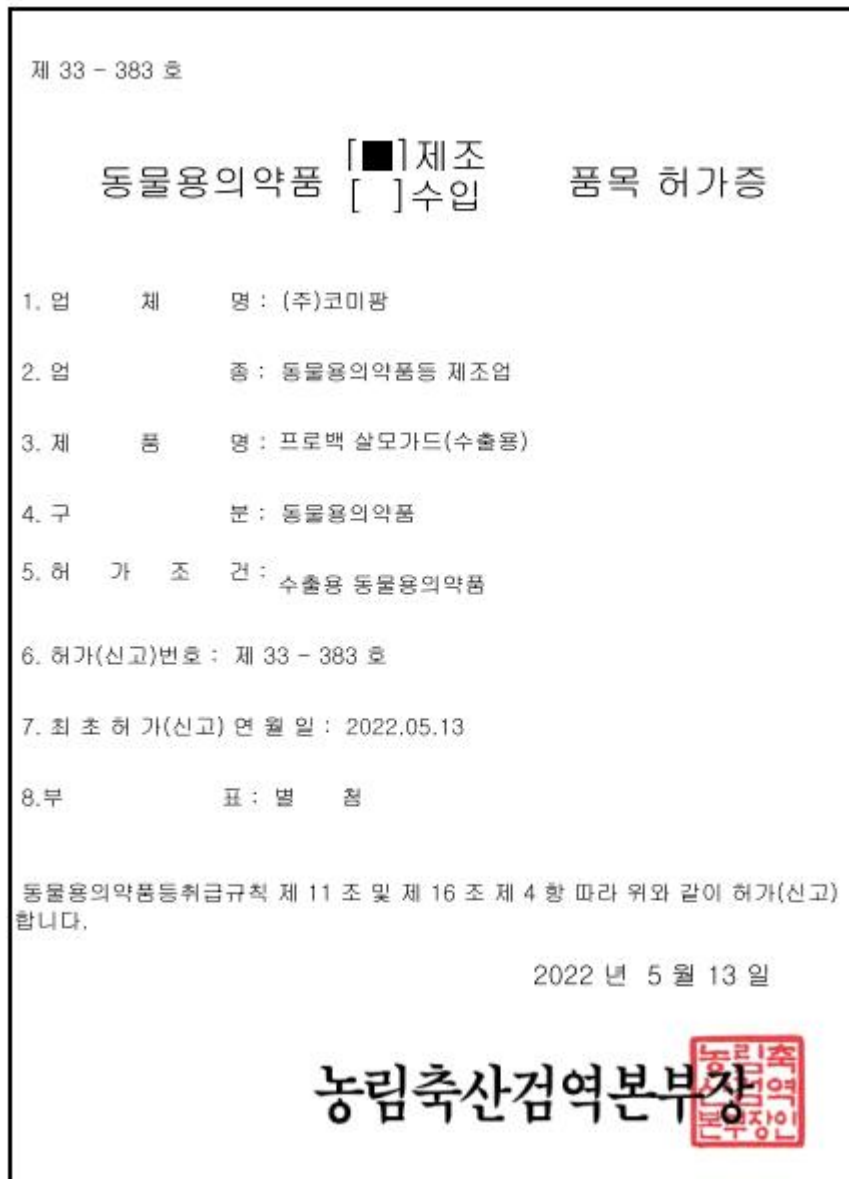 제 33 - 383 호
동물용의약품 [■]제조 품목 허가증
[ ]수입
1. 업 체 명 : (주)코미팜
2. 업 종 : 동물용의약품등 제조업
3. 제 품 명 : 프로백 살모가드(수출용)
4. 구 분 : 동물용의약품
5. 허 가 조 건 : 수출용 동물용의약품
6. 허가(신고)번호 : 제 33 - 383 호
7. 최 초 허 가(신고) 연 월 일 : 2022.05.13
8.부 표 : 별 첨
동물용의약품등취급규칙 제 11 조 및 제 16 조 제 4 항 따라 위와 같이 허가(신고)
합니다.
2022 년 5 월 13 일
농림축산검역본부장
농림축
산검역
본부장인